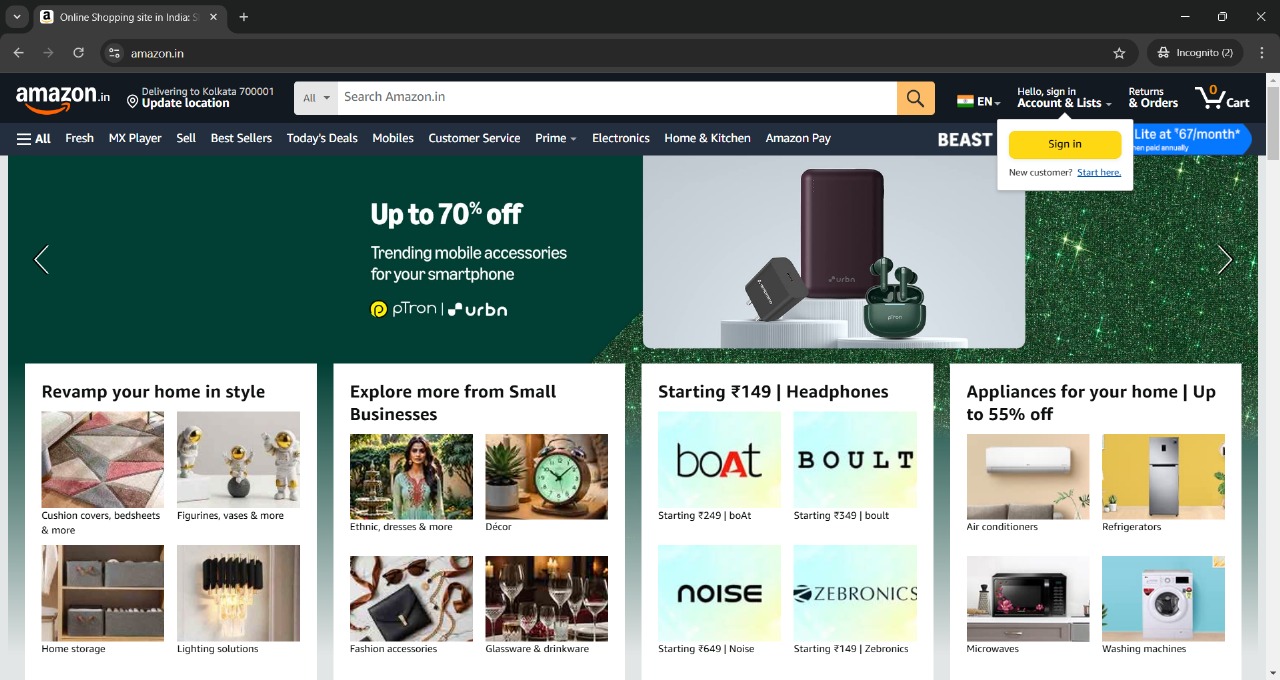 Online Shopping site in India: S
amazon.in
Incognito (2)
amazon.in
Delivering to Kolkata 700001
Update location
All
Search Amazon.in
EN
Hello, sign in
Account & Lists
Returns
& Orders
0
Cart
All
Fresh
MX Player
Sell
Best Sellers
Today's Deals
Mobiles
Customer Service
Prime
Electronics
Home & Kitchen
Amazon Pay
BEAST
Lite at ₹67/month*
hen paid annually
Sign in
New customer? Start here.
Up to 70% off
Trending mobile accessories
for your smartphone
pTron | urbn
urbn
pTron
Revamp your home in style
Cushion covers, bedsheets
& more
Figurines, vases & more
Home storage
Lighting solutions
Explore more from Small
Businesses
Ethnic, dresses & more
Décor
Fashion accessories
Glassware & drinkware
Starting ₹149 | Headphones
boAt
BOULT
Starting ₹249 | boAt
Starting ₹349 | boult
NOISE
ZEBRONICS
Starting ₹649 | Noise
Starting ₹149 | Zebronics
Appliances for your home | Up
to 55% off
Air conditioners
Refrigerators
Microwaves
Washing machines